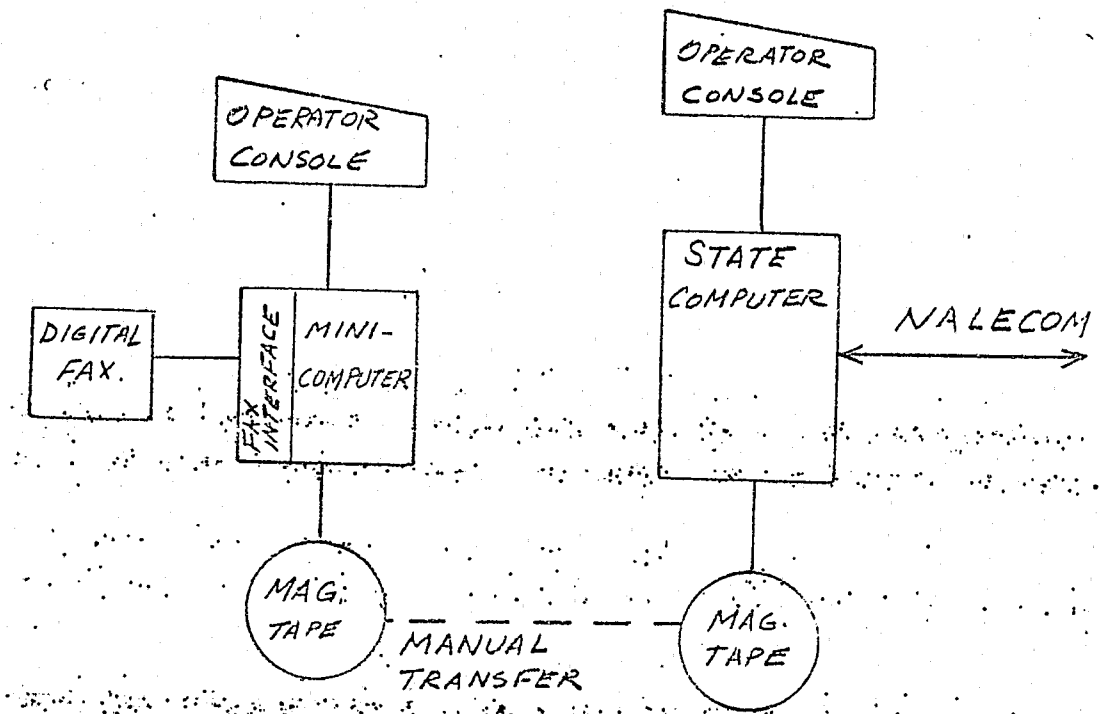 OPERATOR
CONSOLE
OPERATOR
CONSOLE
DIGITAL
FAX.
FAX
INTERFACE
MINI-
COMPUTER
STATE
COMPUTER
NALECOM
MAG.
TAPE
MANUAL
TRANSFER
MAG.
TAPE